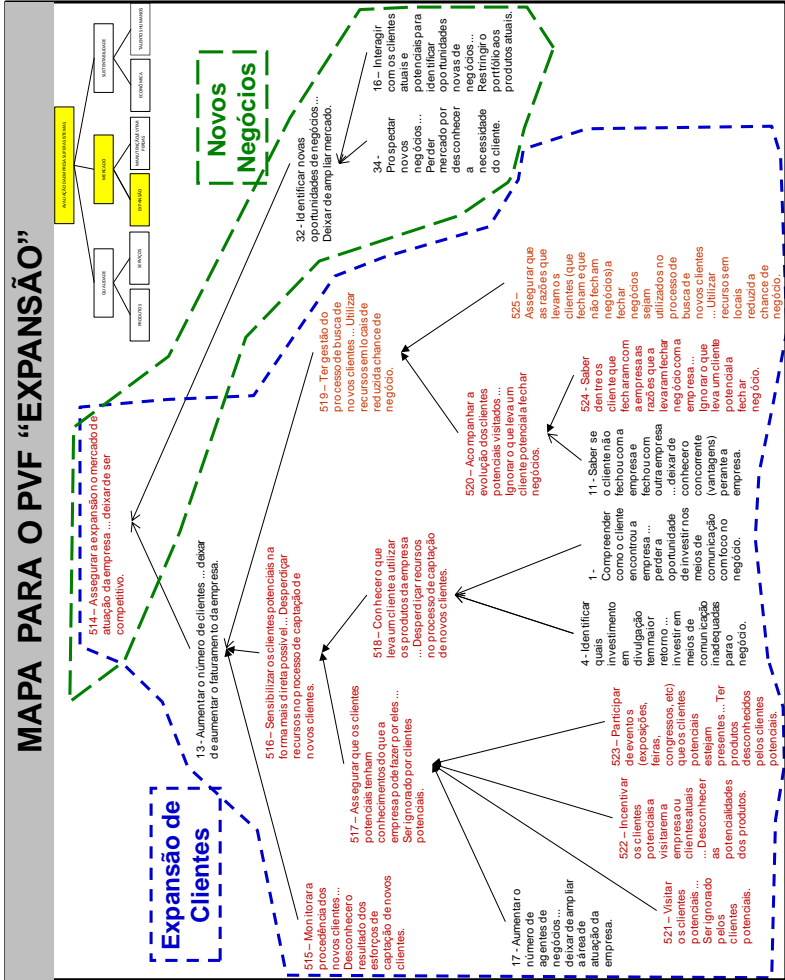 MAPA PARA O PVF “EXPANSÃO”
AVALIAÇÃO DA EMPRESA SUPERA SISTEMAS
QUALIDADE
MERCADO
SUSTENTABILIDADE
PRODUTOS
SERVIÇOS
EXPANSÃO
ECONÔMICA
TALENTOS HUMANOS
Expansão de
Clientes
Novos
Negócios
514 – Assegurar a expansão no mercado de
atuação da empresa ... deixar de ser
competitivo.
13 - Aumentar o número de clientes ... deixar
de aumentar o faturamento da empresa.
32 - Identificar novas
oportunidades de negócios ...
Deixar de ampliar mercado.
34-
Prospectar
novos
negócios ...
Perder
mercado por
desconhecer
a
necessidade
do cliente.
16 – Interagir
com os clientes
atuais e
potenciais para
identificar
oportunidades
novas de
negócios ...
Restringir o
portfólio aos
produtos atuais.
515 – Monitorar a
procedência dos
novos clientes ...
Desconhecer o
resultado dos
esforços de
captação de novos
clientes.
516 – Sensibilizar os clientes potenciais na
forma mais direta possível ... Desperdiçar
recursos no processo de captação de
novos clientes.
519 – Ter gestão do
processo de busca de
novos clientes ... Utilizar
recursos em locais de
reduzida chance de
negócio.
517 – Assegurar que os clientes
potenciais tenham
conhecimentos do que a
empresa pode fazer por eles ...
Ser ignorado por clientes
potenciais.
518 – Conhecer o que
leva um cliente a utilizar
os produtos da empresa
... Desperdiçar recursos
no processo de captação
de novos clientes.
520 – Acompanhar a
evolução dos clientes
potenciais visitados ...
Ignorar o que leva um
cliente potencial a fechar
negócios.
525 –
Assegurar que
as razões que
levam os
clientes (que
fecham e que
não fecham
negócios) a
fechar
negócios
sejam
utilizados no
processo de
busca de
novos clientes
... Utilizar
recurso sem
locais
reduzida
chance de
negócio.
17 - Aumentar o
número de
agentes de
negócios ...
deixar de ampliar
a área de
atuação da
empresa.
521 – Visitar
os clientes
potenciais ...
Ser ignorado
pelos
clientes
potenciais.
522 – Incentivar
os clientes
potenciais a
visitarem a
empresa ou
clientes atuais
... Desconhecer
as
potencialidades
dos produtos.
523 – Participar
de eventos
(exposições,
feiras,
congressos, etc)
que os clientes
potenciais
estejam
presentes ... Ter
produtos
desconhecidos
pelos clientes
potenciais.
4 - Identificar
quais
investimento
em
divulgação
tem maior
retorno ...
investir em
meios de
comunicação
inadequadas
para o
negócio.
1 -
Compreender
como o cliente
encontrou a
empresa ...
perder a
oportunidade
de investir nos
meios de
comunicação
com foco no
negócio.
11 - Saber se
o cliente não
fechou com a
empresa e
fechou com
outra empresa
... deixar de
conhecer o
concorrente
(vantagens)
perante a
empresa.
524 - Saber
dentre os
cliente que
fecharam com
a empresa as
razões que a
levaram fechar
negócio com a
empresa ...
Ignorar o que
leva um cliente
potencial a
fechar
negócio.